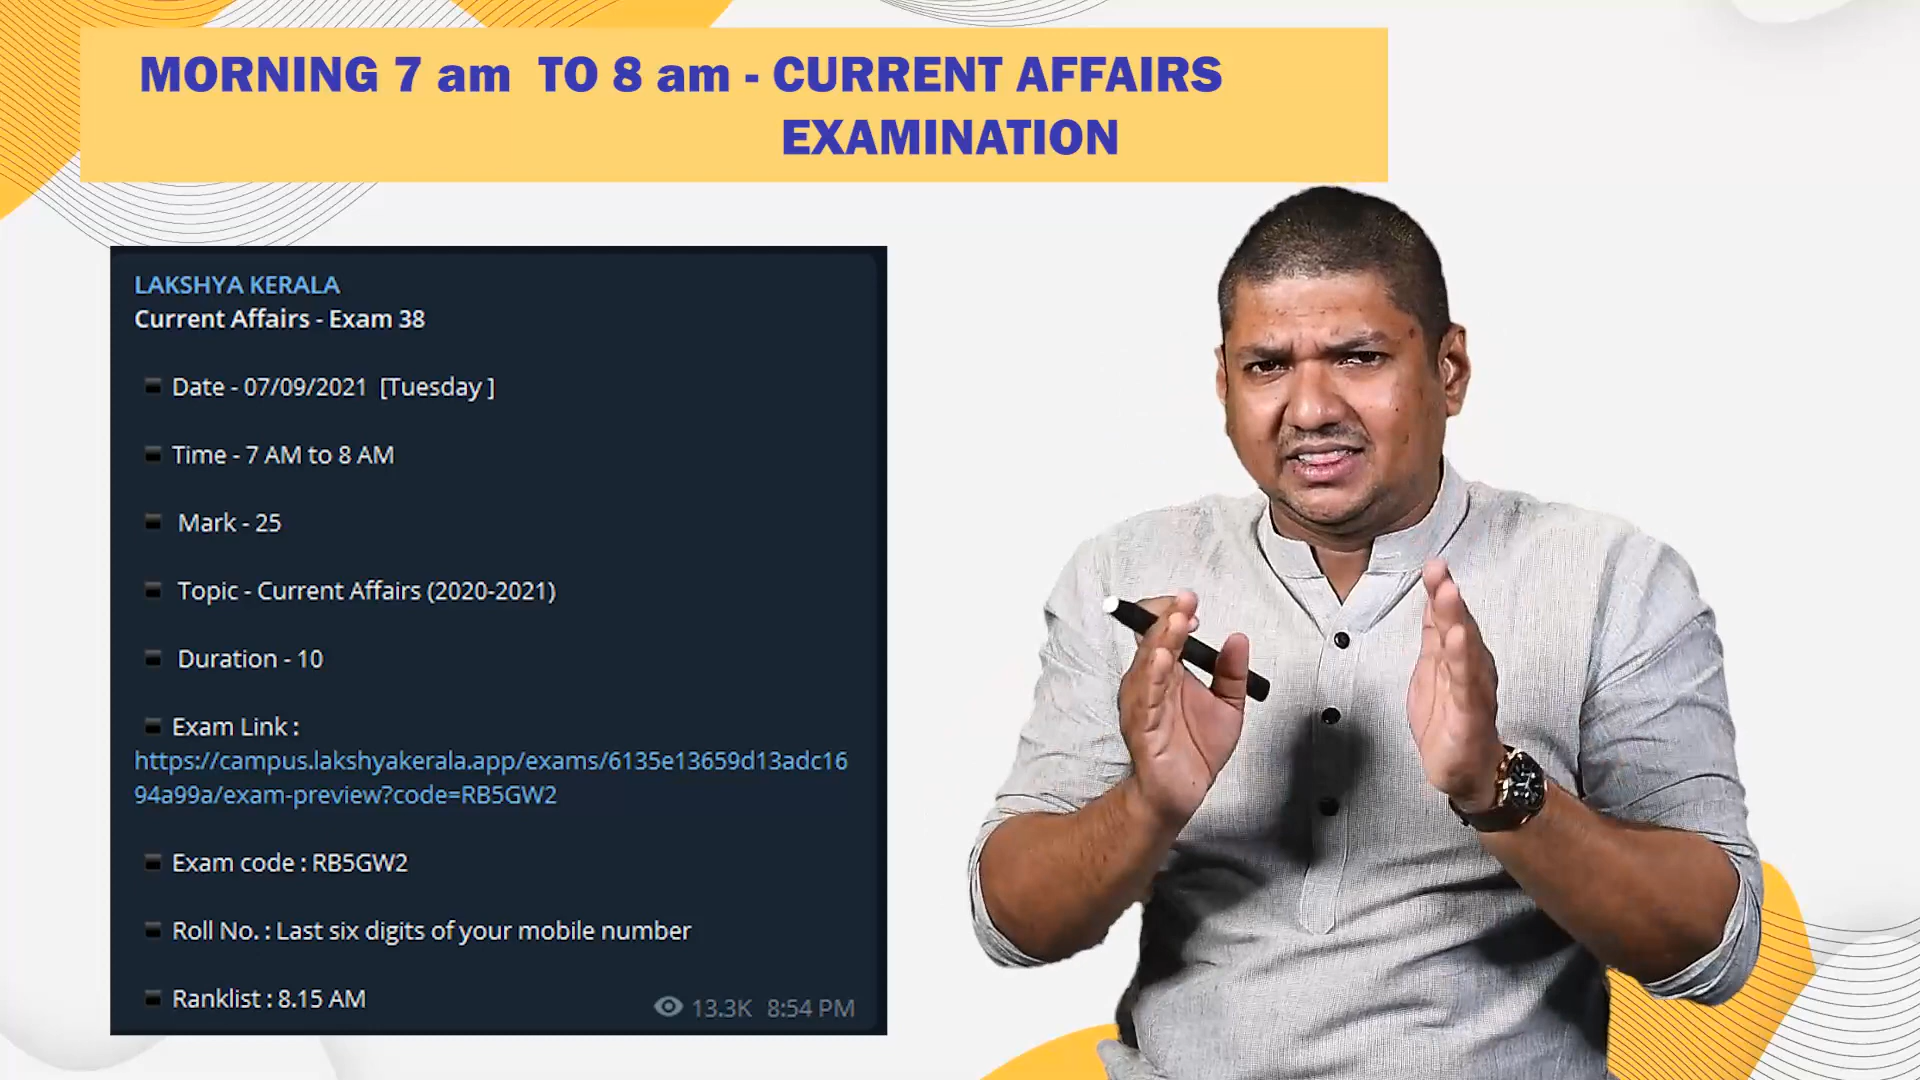 MORNING 7 am TO 8 am - CURRENT AFFAIRS
EXAMINATION
LAKSHYA KERALA
Current Affairs - Exam 38
Date - 07/09/2021 [Tuesday ]
Time - 7 AM to 8 AM
Mark - 25
Topic - Current Affairs (2020-2021)
Duration - 10
Exam Link :
https://campus.lakshyakerala.app/exams/6135e13659d13adc16
94a99a/exam-preview?code=RB5GW2
Exam code : RB5GW2
Roll No. : Last six digits of your mobile number
Ranklist : 8.15 AM
13.3K 8:54 PM